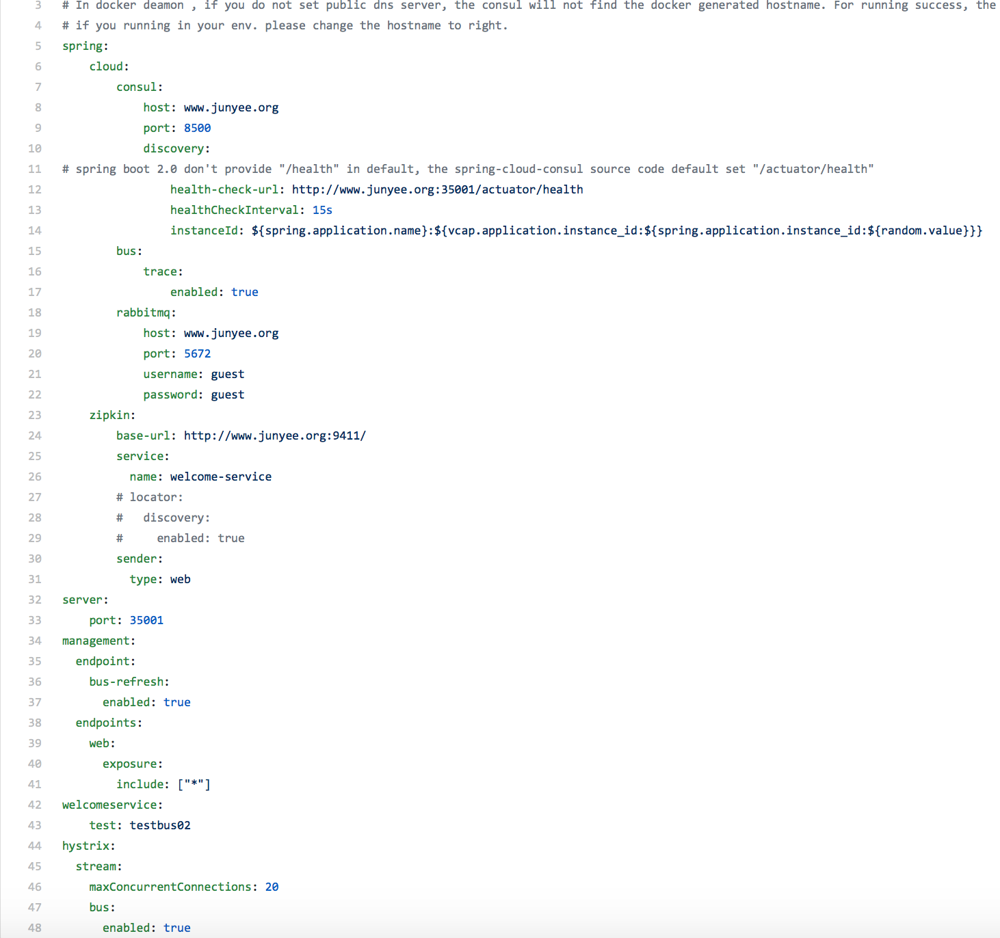 3 # In docker deamon , if you do not set public dns server, the consul will not find the docker generated hostname. For running success, the
4 # if you running in your env. please change the hostname to right.
5 spring:
6     cloud:
7         consul:
8             host: www.junyee.org
9             port: 8500
10             discovery:
11 # spring boot 2.0 don't provide "/health" in default, the spring-cloud-consul source code default set "/actuator/health"
12                 health-check-url: http://www.junyee.org:35001/actuator/health
13                 healthCheckInterval: 15s
14                 instanceId: ${spring.application.name}:${vcap.application.instance_id:${spring.application.instance_id:${random.value}}}
15         bus:
16             trace:
17                 enabled: true
18         rabbitmq:
19             host: www.junyee.org
20             port: 5672
21             username: guest
22             password: guest
23     zipkin:
24         base-url: http://www.junyee.org:9411/
25         service:
26           name: welcome-service
27         # locator:
28         #   discovery:
29         #     enabled: true
30         sender:
31           type: web
32 server:
33     port: 35001
34 management:
35   endpoint:
36     bus-refresh:
37       enabled: true
38   endpoints:
39     web:
40       exposure:
41         include: ["*"]
42 welcomeservice:
43     test: testbus02
44 hystrix:
45   stream:
46     maxConcurrentConnections: 20
47     bus:
48       enabled: true